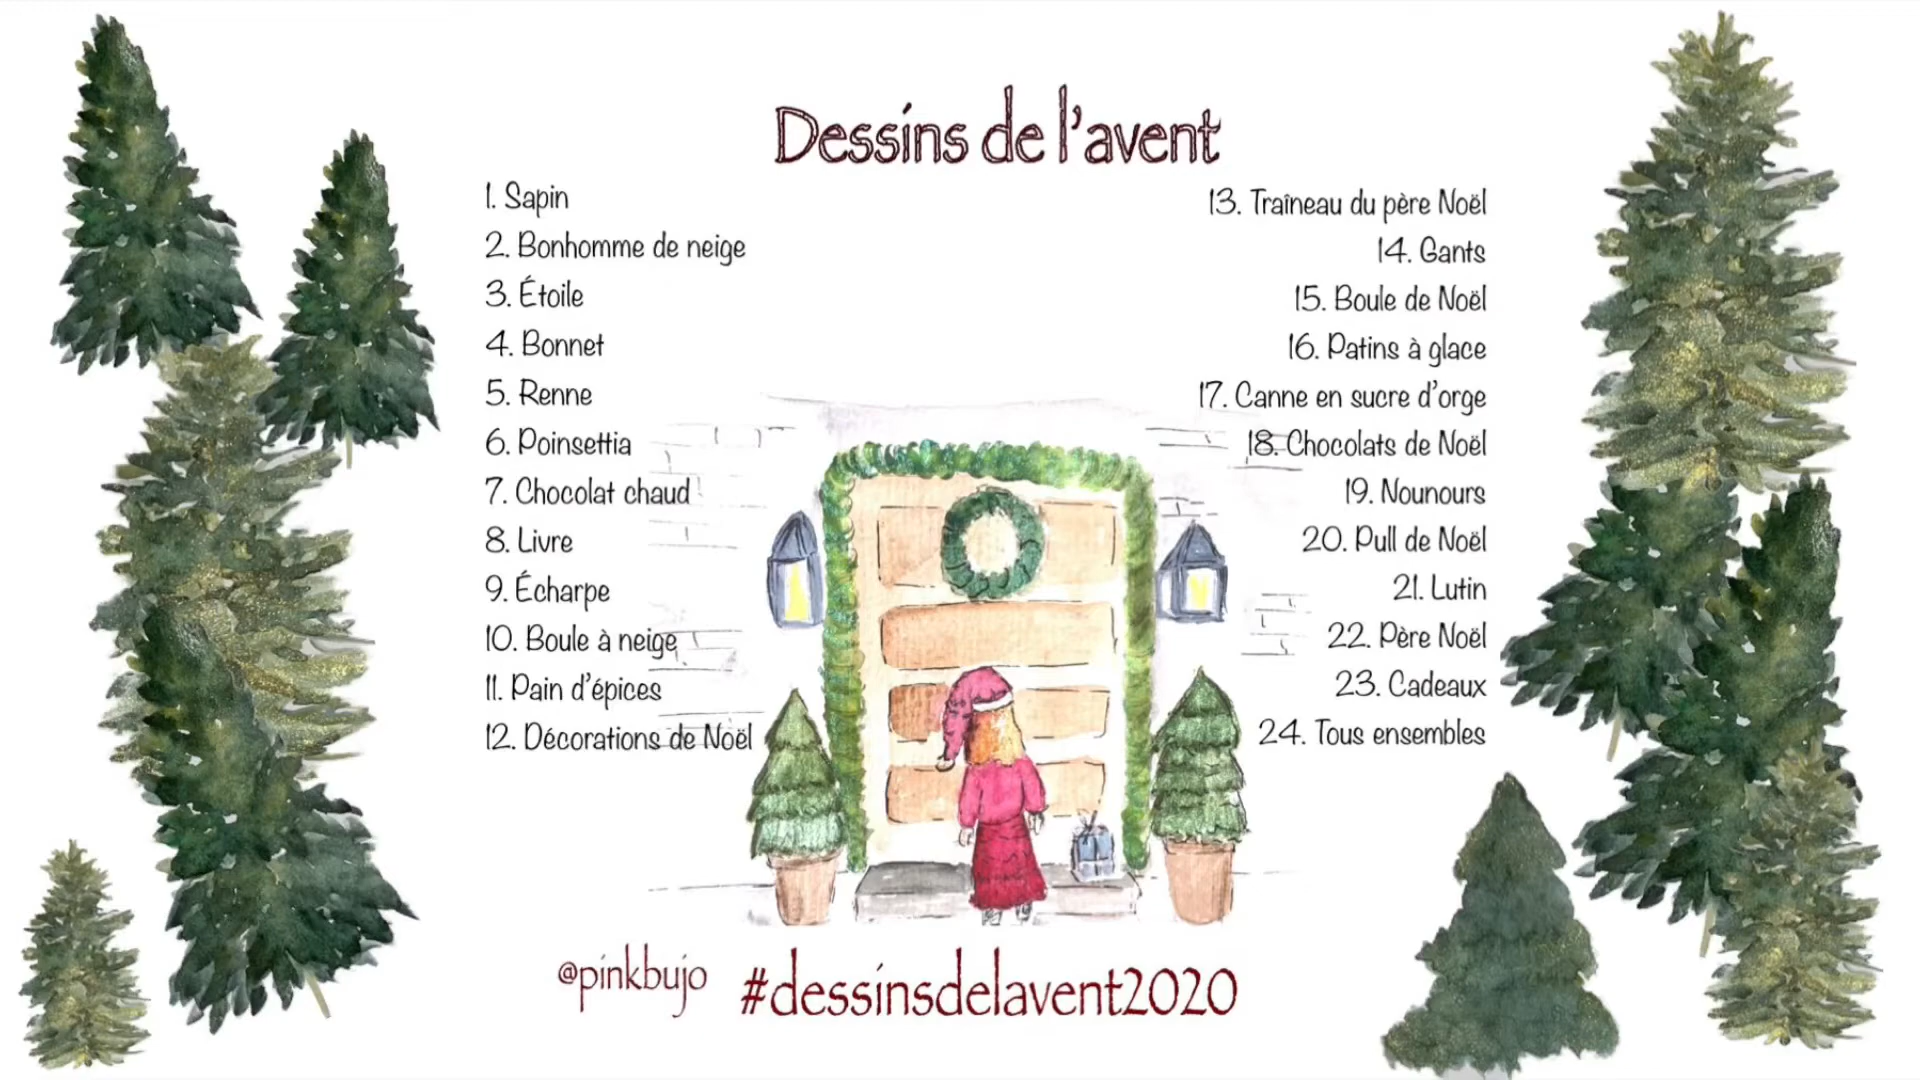 Dessins de l'avent
1. Sapin
2. Bonhomme de neige
3. Étoile
4. Bonnet
5. Renne
6. Poinsettia
7. Chocolat chaud
8. Livre
9. Écharpe
10. Boule à neige
11. Pain d'épices
12. Décorations de Noël
13. Traîneau du père Noël
14. Gants
15. Boule de Noël
16. Patins à glace
17. Canne en sucre d'orge
18. Chocolats de Noël
19. Nounours
20. Pull de Noël
21. Lutin
22. Père Noël
23. Cadeaux
24. Tous ensembles
@pinkbujo #dessinsdelavent2020